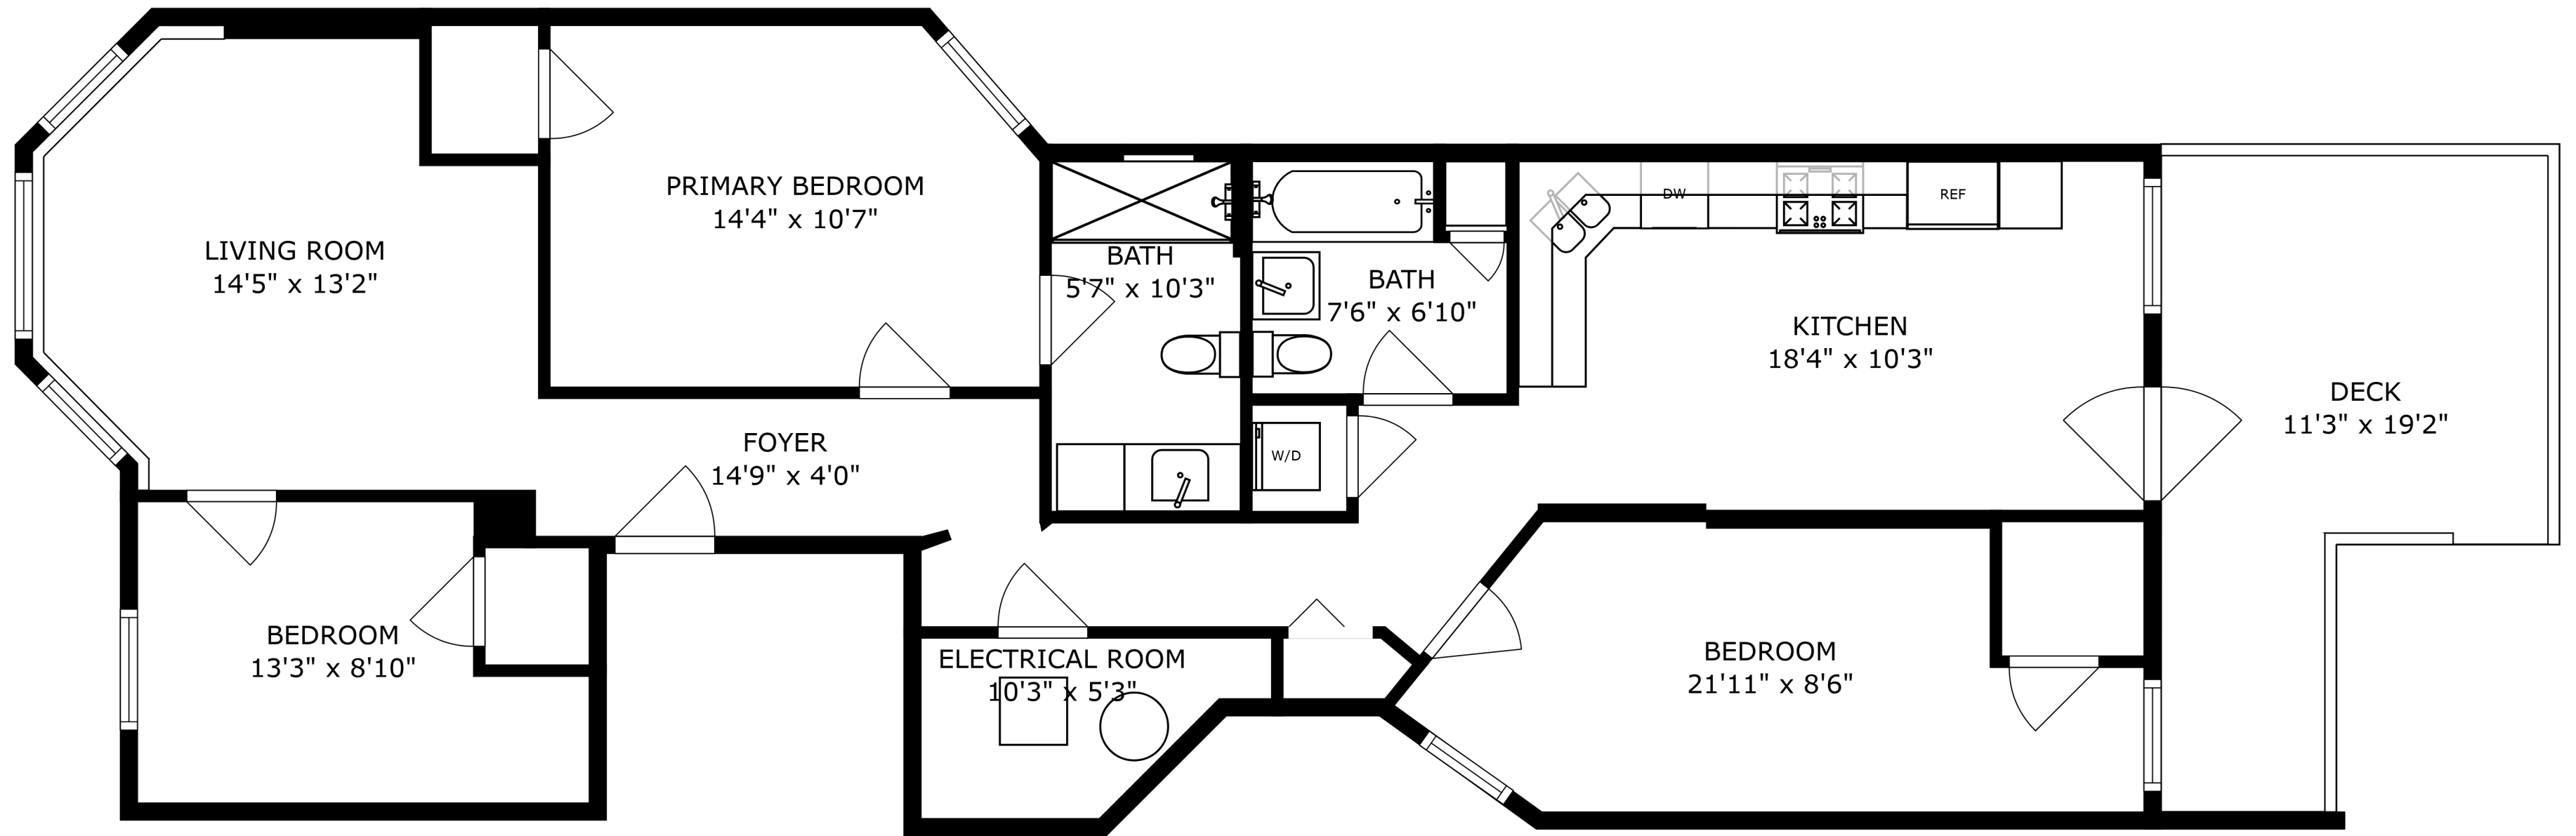 LIVING ROOM
14'5" x 13'2"
PRIMARY BEDROOM
14'4" x 10'7"
BATH
5'7" x 10'3"
BATH
7'6" x 6'10"
DW
REF
KITCHEN
18'4" x 10'3"
DECK
11'3" x 19'2"
FOYER
14'9" x 4'0"
W/D
BEDROOM
13'3" x 8'10"
ELECTRICAL ROOM
10'3" x 5'3"
BEDROOM
21'11" x 8'6"